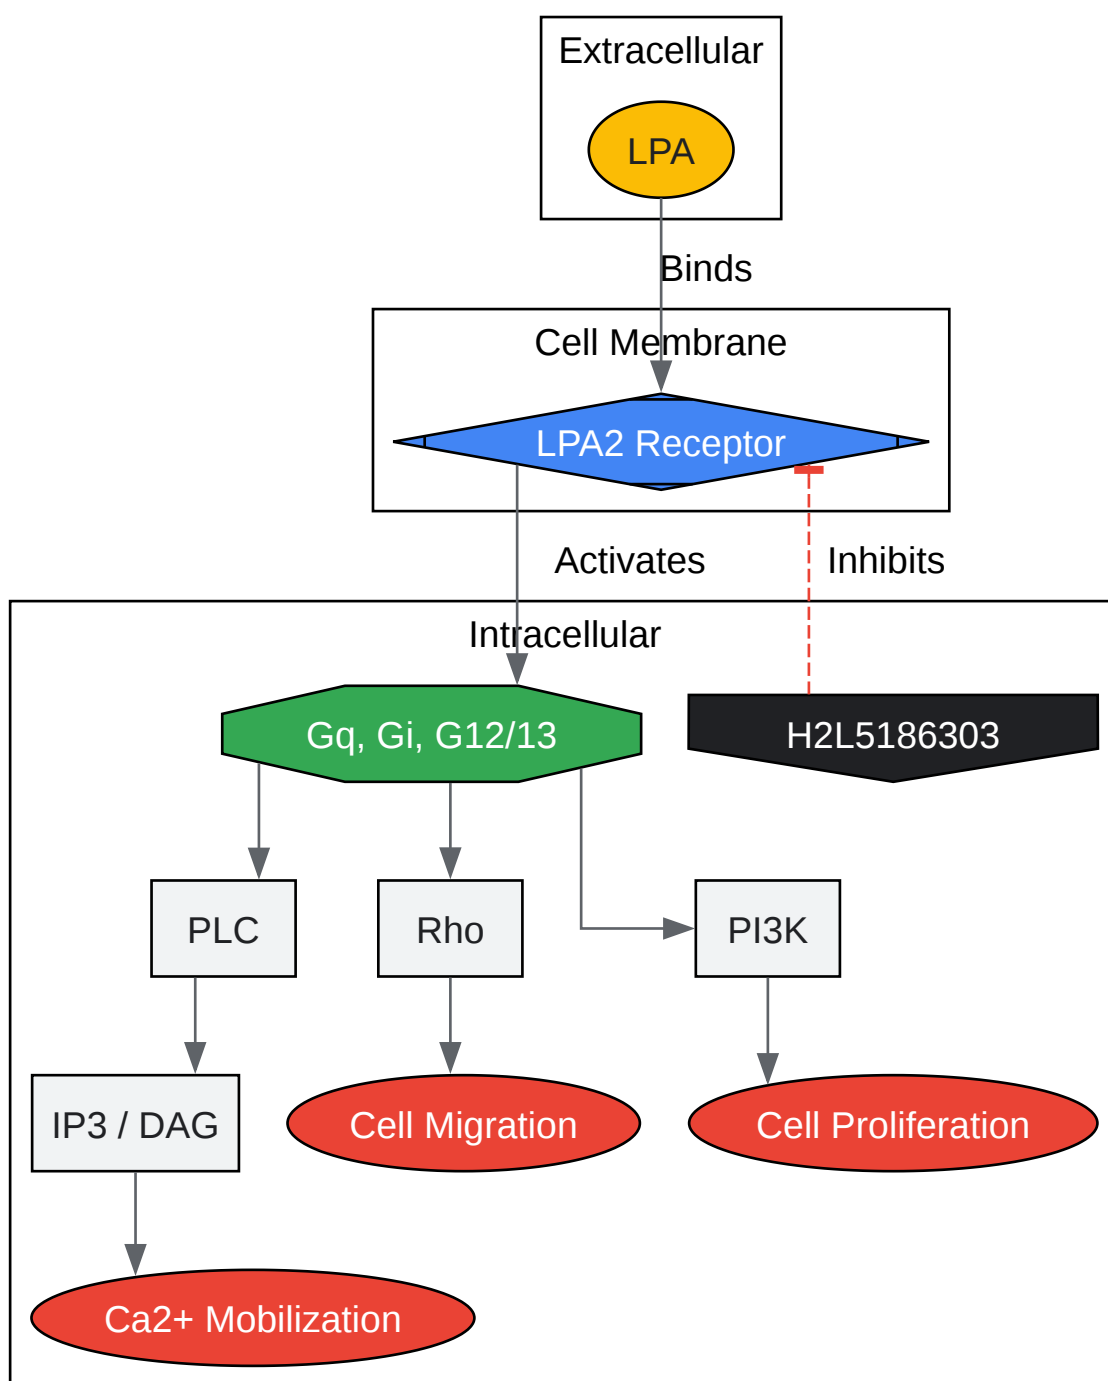 Extracellular
LPA
Binds
Cell Membrane
LPA2 Receptor
Activates
Inhibits
Intracellular
Gq, Gi, G12/13
H2L5186303
PLC
Rho
PI3K
IP3 / DAG
Cell Migration
Cell Proliferation
Ca2+ Mobilization